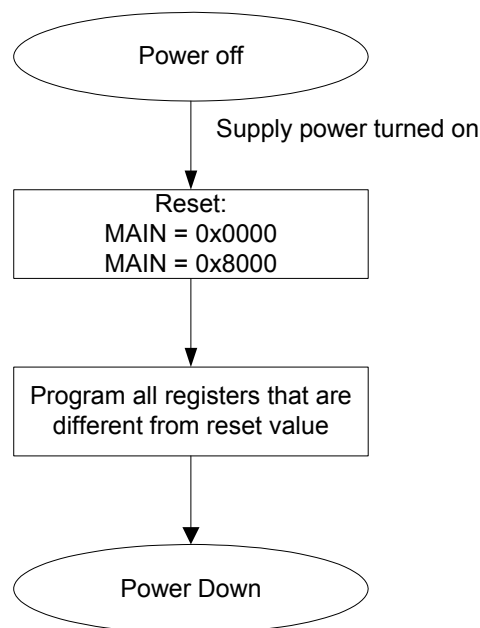 Power off
Supply power turned on
Reset:
MAIN = 0x0000
MAIN = 0x8000
Program all registers that are
different from reset value
Power Down